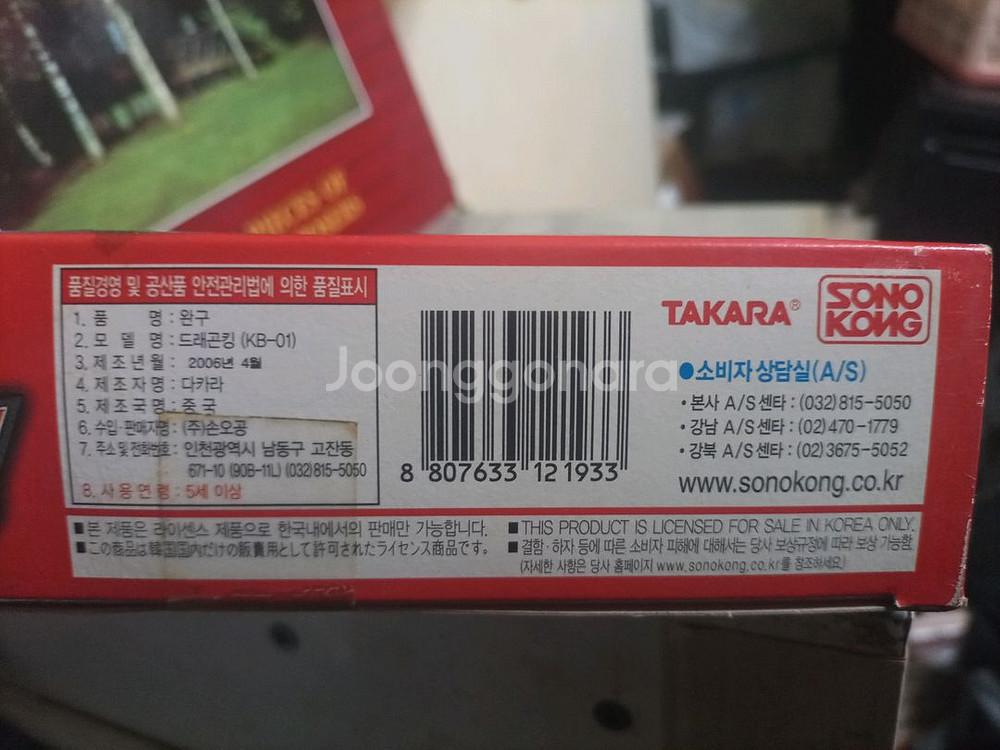 품질경영 및 공산품 안전관리법에 의한 품질표시
1. 품 명 : 완구
2. 모 델 명 : 드래곤킹 (KB-01)
3. 제 조 년 월 : 2006년 4월
4. 제 조 자 명 : 다카라
5. 제 조 국 명 : 중 국
6. 수입·판매자명 : (주)손오공
7. 주소 및 전화번호 : 인천광역시 남동구 고잔동
671-10 (90B-11L) (032)815-5050
8. 사 용 연 령 : 5세 이상
8 807633 121933
TAKARA®
SONO
KONG
●소비자 상담실(A/S)
·본사 A/S 센타 : (032)815-5050
·강남 A/S 센타 : (02)470-1779
·강북 A/S 센타 : (02)3675-5052
www.sonokong.co.kr
■본 제품은 라이센스 제품으로 한국내에서의 판매만 가능합니다.
■この商品は韓国国内だけの販賣用として許可されたライセンス商品です。
■THIS PRODUCT IS LICENSED FOR SALE IN KOREA ONLY.
■결함·하자 등에 따른 소비자 피해에 대해서는 당사 보상규정에 따라 보상 가능함.
(자세한 사항은 당사 홈페이지 www.sonokong.co.kr를 참조하세요.)
Joonggonara